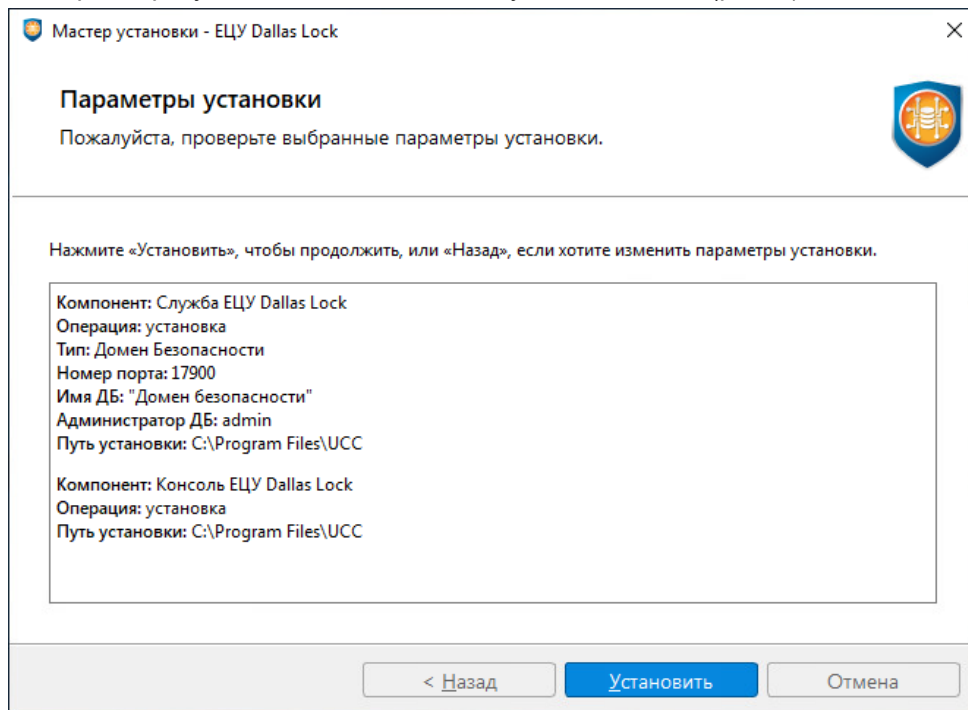 Мастер установки - ЕЦУ Dallas Lock
Параметры установки
Пожалуйста, проверьте выбранные параметры установки.
Нажмите «Установить», чтобы продолжить, или «Назад», если хотите изменить параметры установки.
Компонент: Служба ЕЦУ Dallas Lock
Операция: установка
Тип: Домен Безопасности
Номер порта: 17900
Имя ДБ: "Домен безопасности"
Администратор ДБ: admin
Путь установки: C:\Program Files\UCC
Компонент: Консоль ЕЦУ Dallas Lock
Операция: установка
Путь установки: C:\Program Files\UCC
< Назад
Установить
Отмена